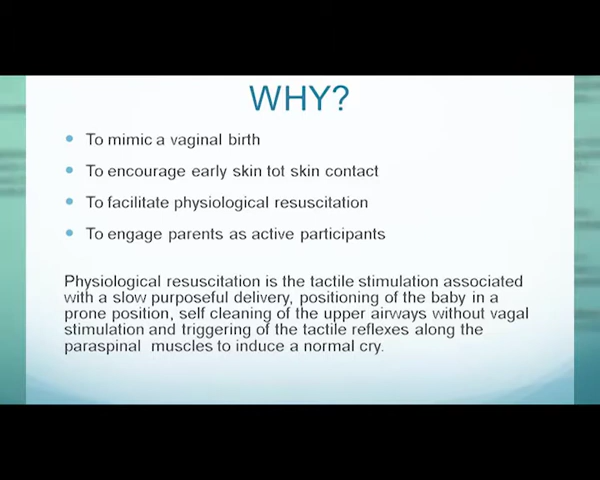 WHY?
To mimic a vaginal birth
To encourage early skin tot skin contact
To facilitate physiological resuscitation
To engage parents as active participants
Physiological resuscitation is the tactile stimulation associated
with a slow purposeful delivery, positioning of the baby in a
prone position, self cleaning of the upper airways without vagal
stimulation and triggering of the tactile reflexes along the
paraspinal muscles to induce a normal cry.